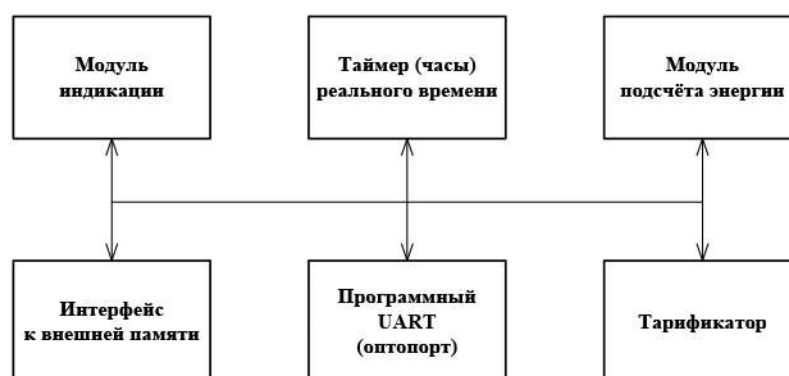 Модуль
индикации
Таймер (часы)
реального времени
Модуль
подсчёта энергии
Интерфейс
к внешней памяти
Программный
UART
(оптопорт)
Тарификатор